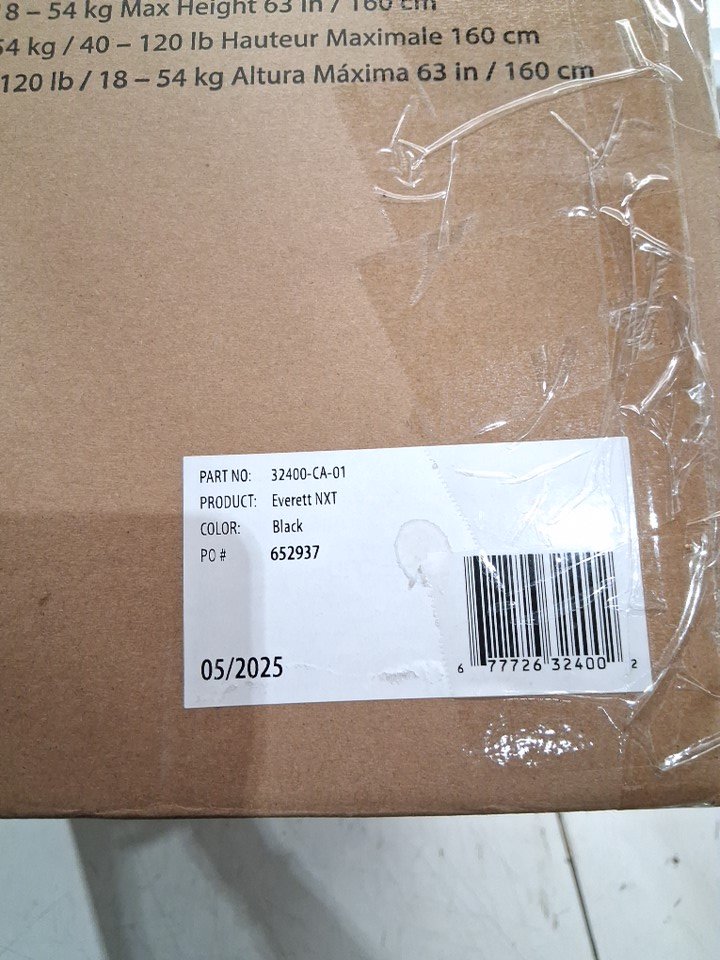 8 – 54 kg Max Height 63 in / 160 cm
54 kg / 40 – 120 lb Hauteur Maximale 160 cm
120 lb / 18 – 54 kg Altura Máxima 63 in / 160 cm
PART NO: 32400-CA-01
PRODUCT: Everett NXT
COLOR: Black
PO # 652937
05/2025
6 77726 32400 2